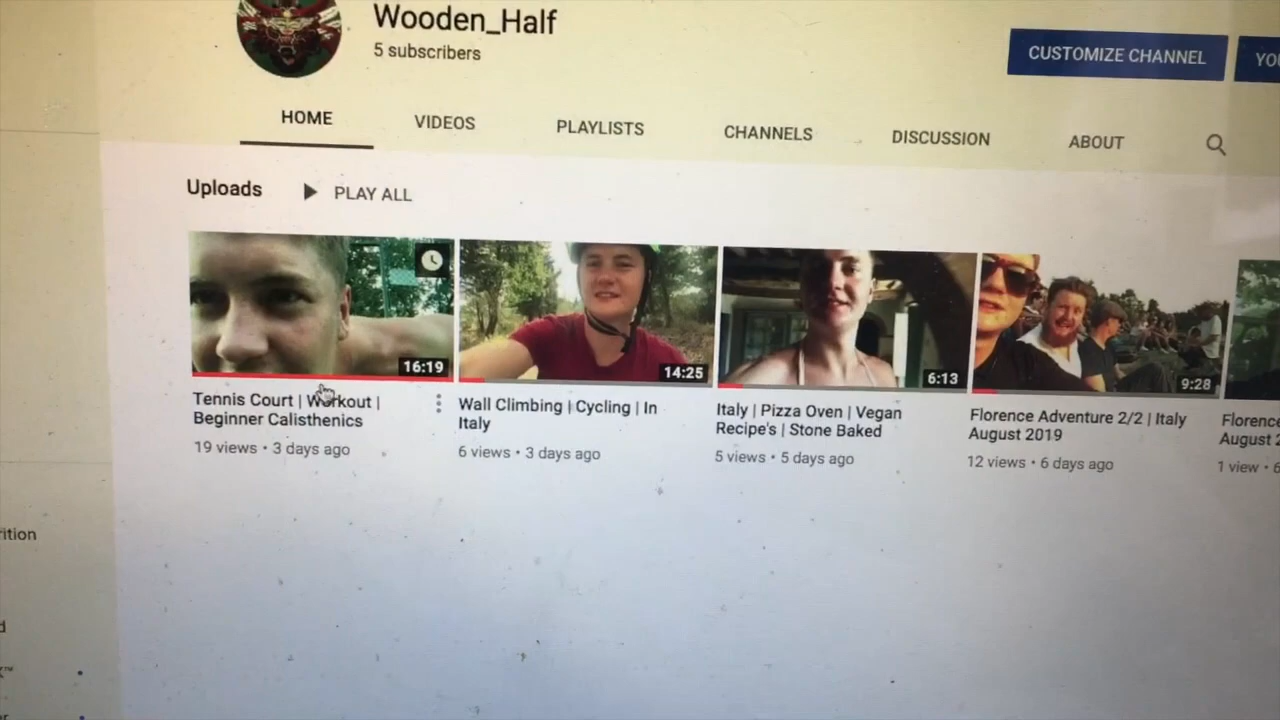 Wooden_Half
5 subscribers
CUSTOMIZE CHANNEL
HOME
VIDEOS
PLAYLISTS
CHANNELS
DISCUSSION
ABOUT
Uploads
PLAY ALL
16:19
14:25
6:13
9:28
Tennis Court | Workout |
Beginner Calisthenics
19 views • 3 days ago
Wall Climbing | Cycling | In
Italy
6 views • 3 days ago
Italy | Pizza Oven | Vegan
Recipe's | Stone Baked
5 views • 5 days ago
Florence Adventure 2/2 | Italy
August 2019
12 views • 6 days ago
Florence
August 2
1 view • 6